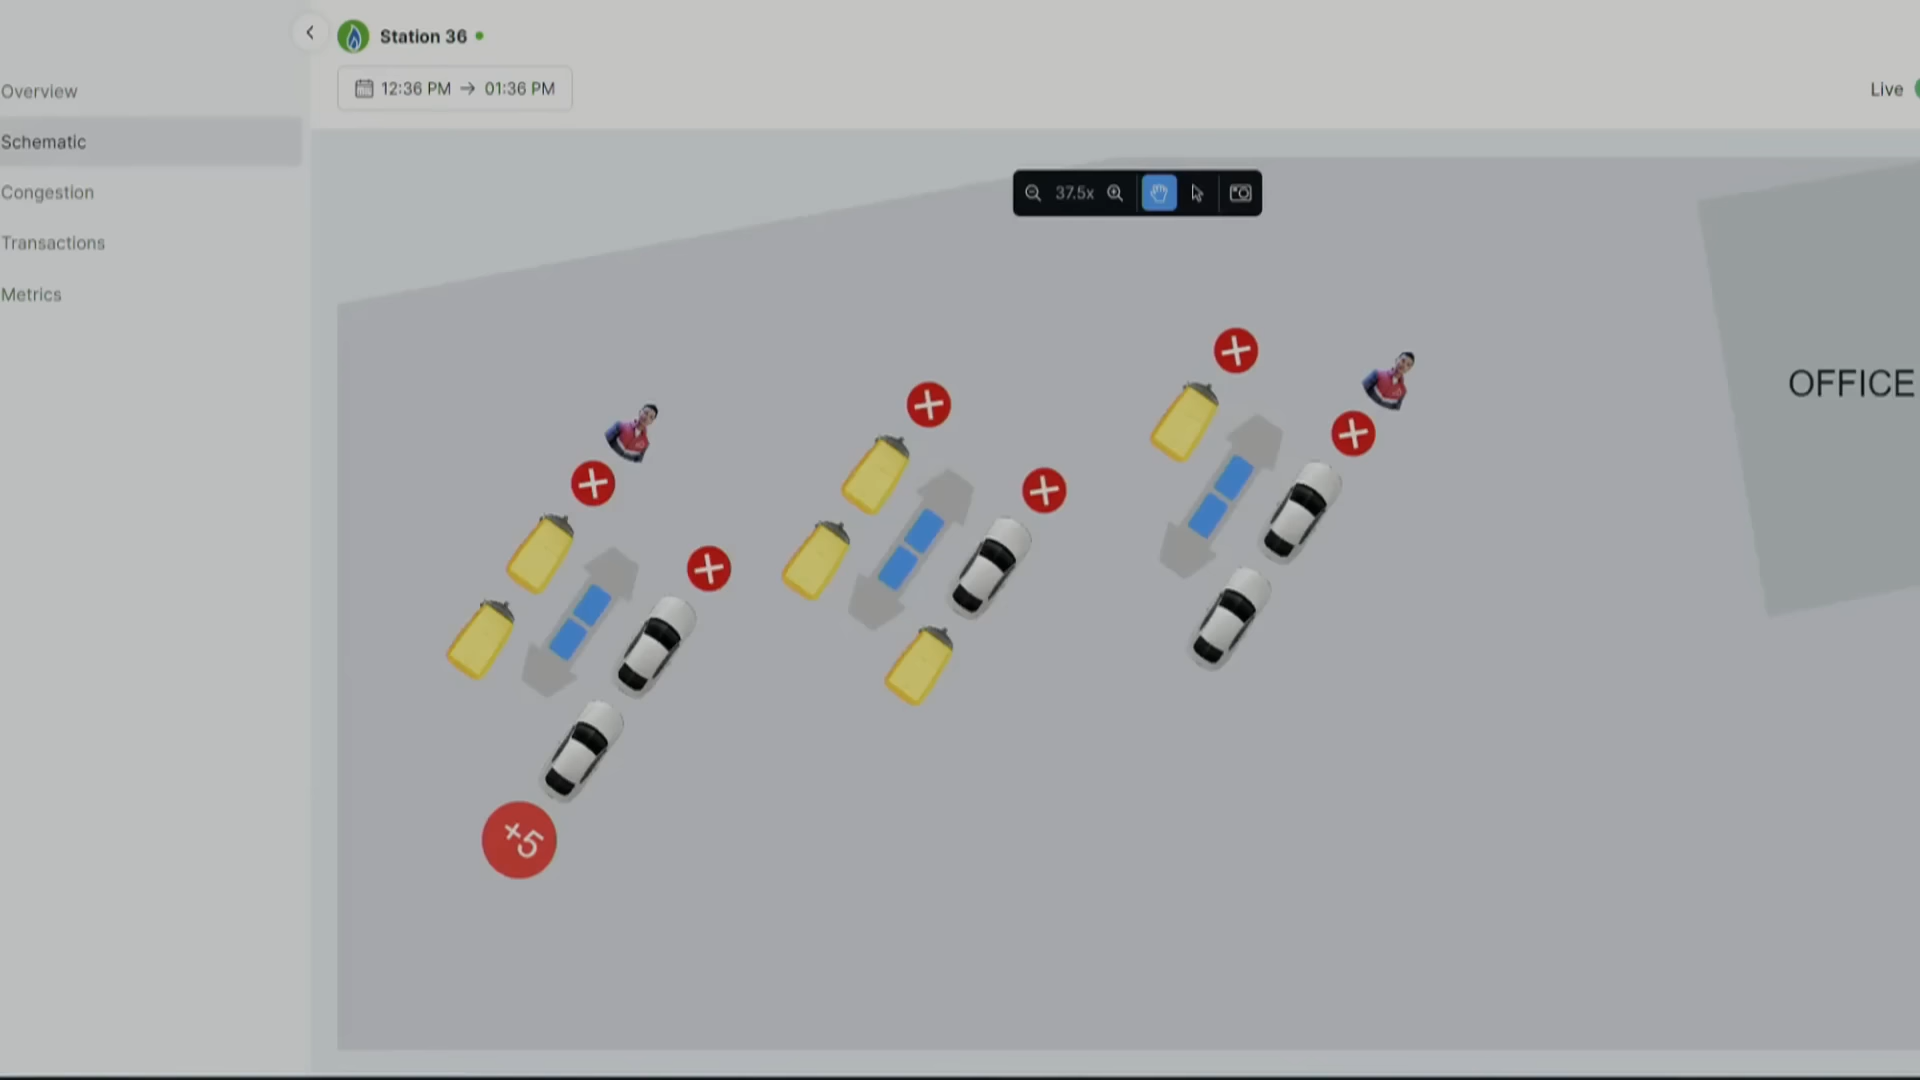 Station 36
12:36 PM → 01:36 PM
Live
Overview
Schematic
Congestion
Transactions
Metrics
37.5x
OFFICE
+5